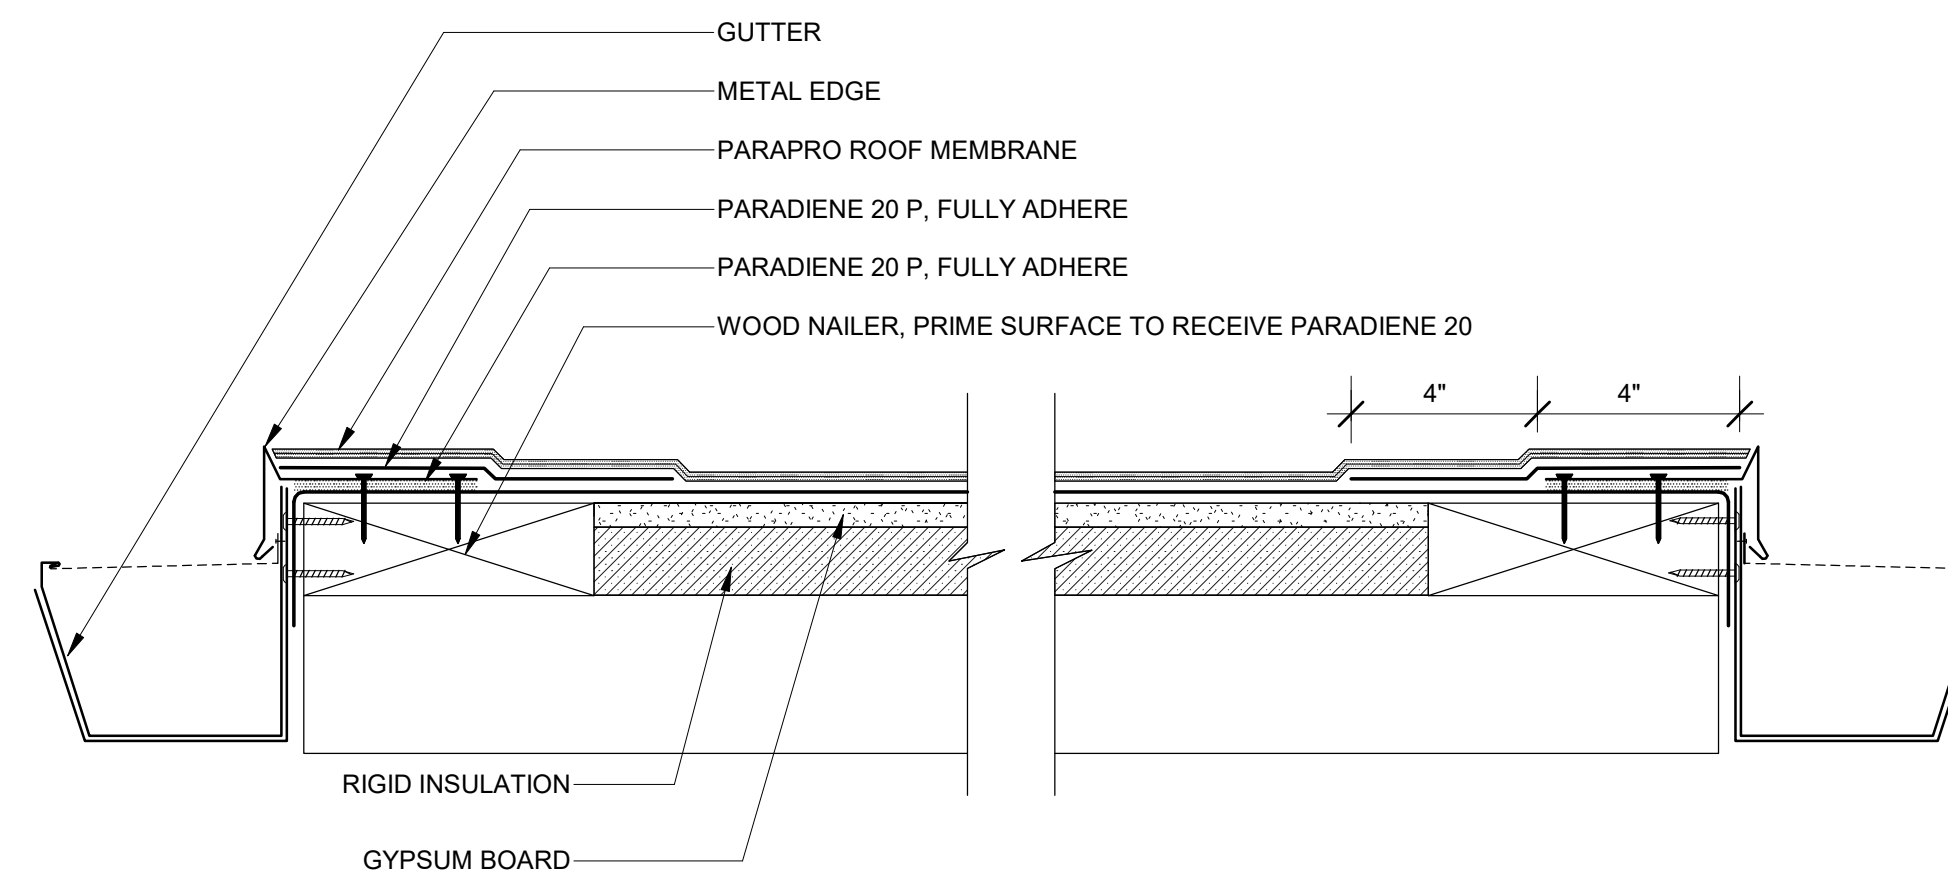 GUTTER
METAL EDGE
PARAPRO ROOF MEMBRANE
PARADIENE 20 P, FULLY ADHERE
PARADIENE 20 P, FULLY ADHERE
WOOD NAILER, PRIME SURFACE TO RECEIVE PARADIENE 20
4" 4"
RIGID INSULATION
GYPSUM BOARD